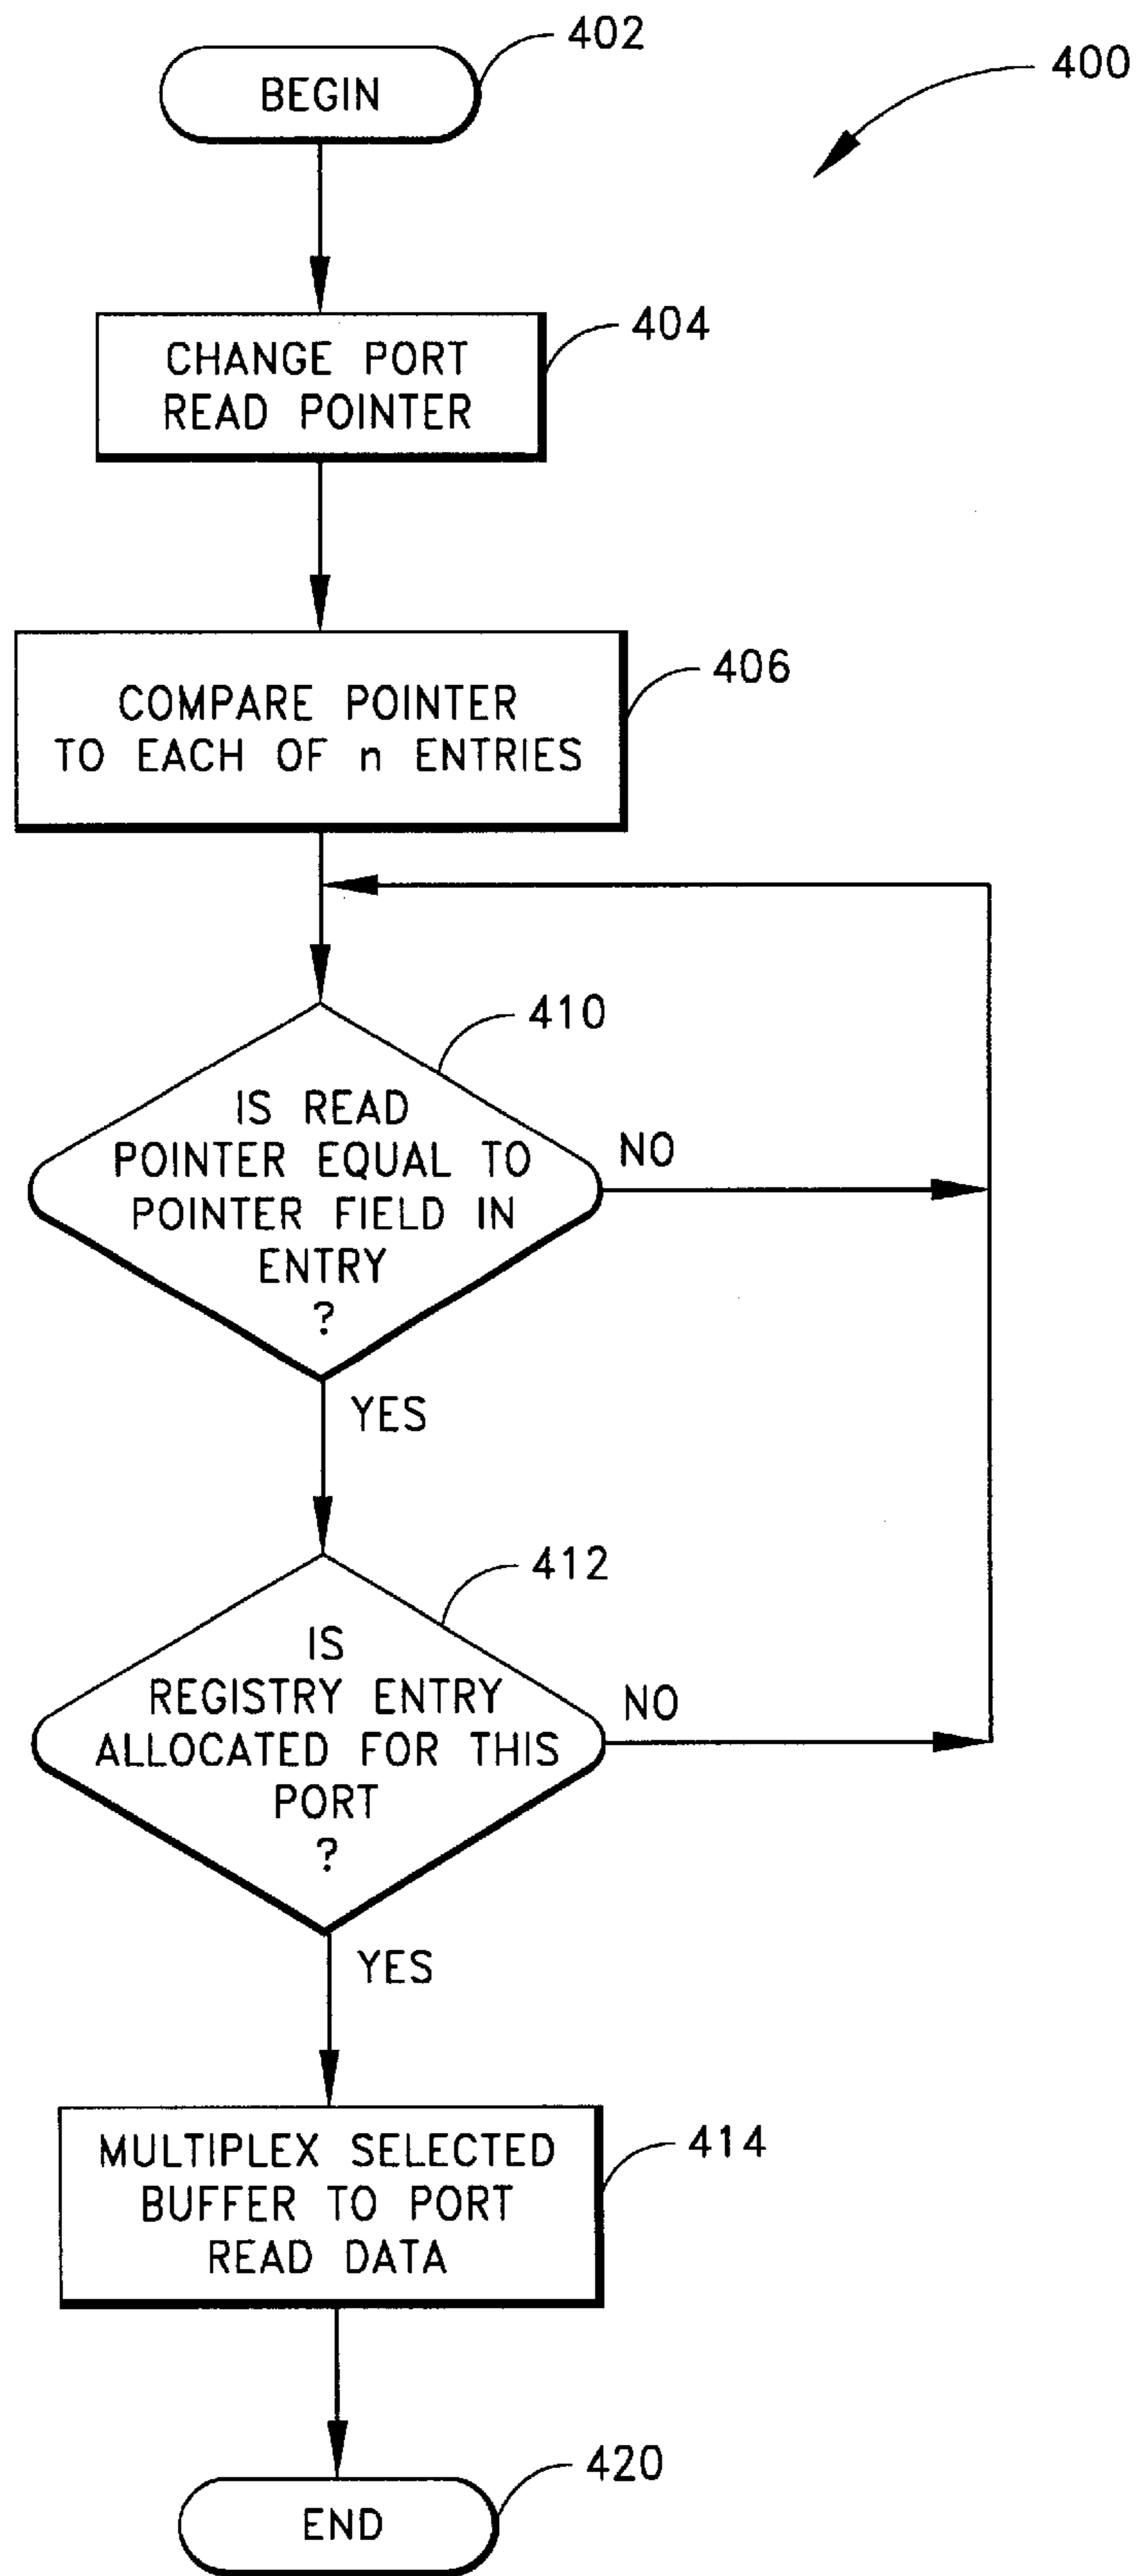 402
400
BEGIN
404
CHANGE PORT
READ POINTER
406
COMPARE POINTER
TO EACH OF n ENTRIES
410
IS READ
POINTER EQUAL TO
POINTER FIELD IN
ENTRY
?
NO
YES
412
IS
REGISTRY ENTRY
ALLOCATED FOR THIS
PORT
?
NO
YES
414
MULTIPLEX SELECTED
BUFFER TO PORT
READ DATA
420
END